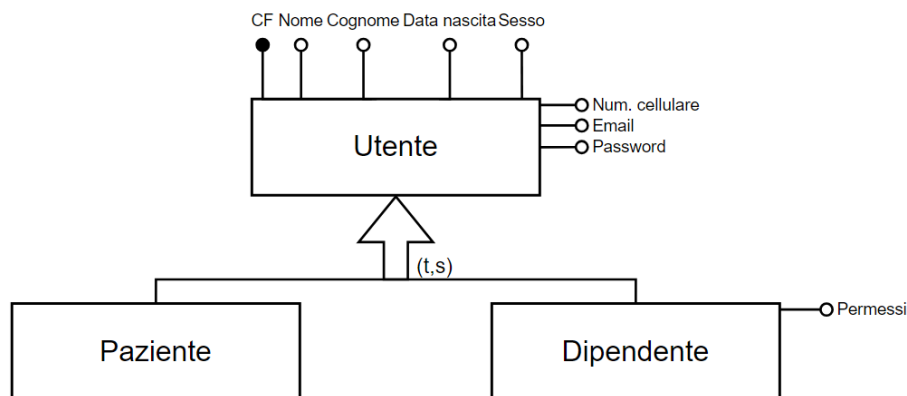 CF Nome Cognome Data nascita Sesso
Num. cellulare
Email
Password
Utente
(t,s)
Permessi
Paziente
Dipendente